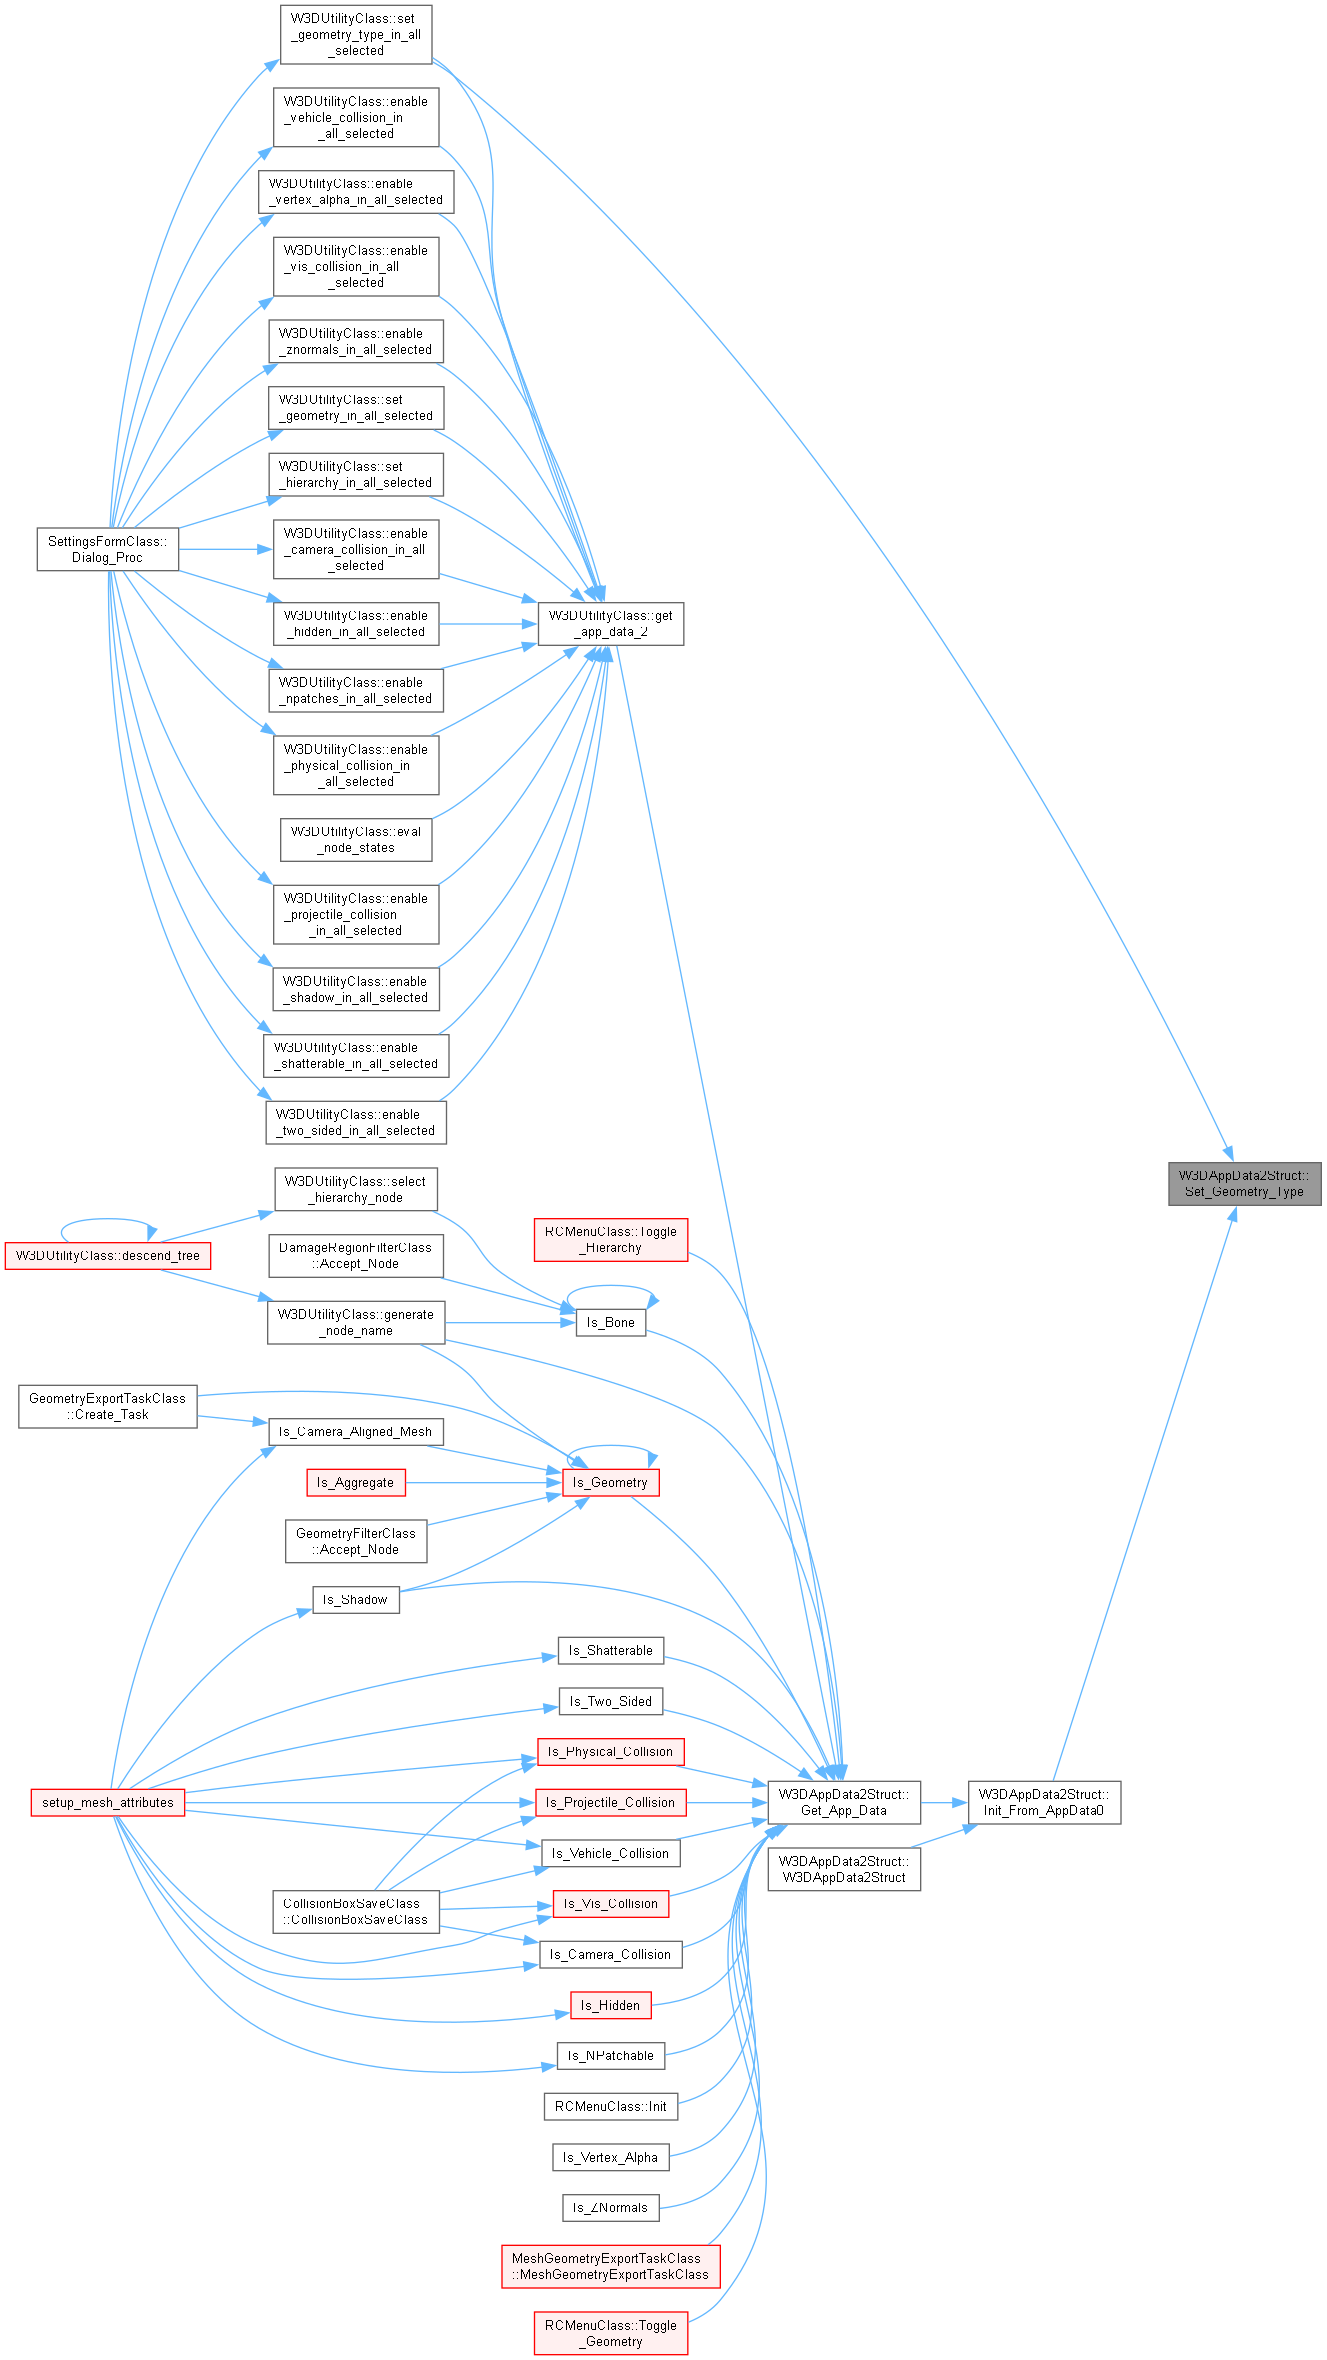 W3DUtilityClass::set
_geometry_type_in_all
_selected
W3DUtilityClass::enable
_vehicle_collision_in
_all_selected
W3DUtilityClass::enable
_vertex_alpha_in_all_selected
W3DUtilityClass::enable
_vis_collision_in_all
_selected
W3DUtilityClass::enable
_znormals_in_all_selected
W3DUtilityClass::set
_geometry_in_all_selected
W3DUtilityClass::set
_hierarchy_in_all_selected
SettingsFormClass::
Dialog_Proc
W3DUtilityClass::enable
_camera_collision_in_all
_selected
W3DUtilityClass::enable
_hidden_in_all_selected
W3DUtilityClass::get
_app_data_2
W3DUtilityClass::enable
_npatches_in_all_selected
W3DUtilityClass::enable
_physical_collision_in
_all_selected
W3DUtilityClass::eval
_node_states
W3DUtilityClass::enable
_projectile_collision
_in_all_selected
W3DUtilityClass::enable
_shadow_in_all_selected
W3DUtilityClass::enable
_shatterable_in_all_selected
W3DUtilityClass::enable
_two_sided_in_all_selected
W3DAppData2Struct::
Set_Geometry_Type
W3DUtilityClass::select
_hierarchy_node
W3DUtilityClass::descend_tree
DamageRegionFilterClass
::Accept_Node
RCMenuClass::Toggle
_Hierarchy
W3DUtilityClass::generate
_node_name
Is_Bone
GeometryExportTaskClass
::Create_Task
Is_Camera_Aligned_Mesh
Is_Aggregate
Is_Geometry
GeometryFilterClass
::Accept_Node
Is_Shadow
Is_Shatterable
Is_Two_Sided
Is_Physical_Collision
setup_mesh_attributes
Is_Projectile_Collision
W3DAppData2Struct::
Get_App_Data
W3DAppData2Struct::
Init_From_AppData0
Is_Vehicle_Collision
W3DAppData2Struct::
W3DAppData2Struct
CollisionBoxSaveClass
::CollisionBoxSaveClass
Is_Vis_Collision
Is_Camera_Collision
Is_Hidden
Is_NPatchable
RCMenuClass::Init
Is_Vertex_Alpha
Is_ZNormals
MeshGeometryExportTaskClass
::MeshGeometryExportTaskClass
RCMenuClass::Toggle
_Geometry